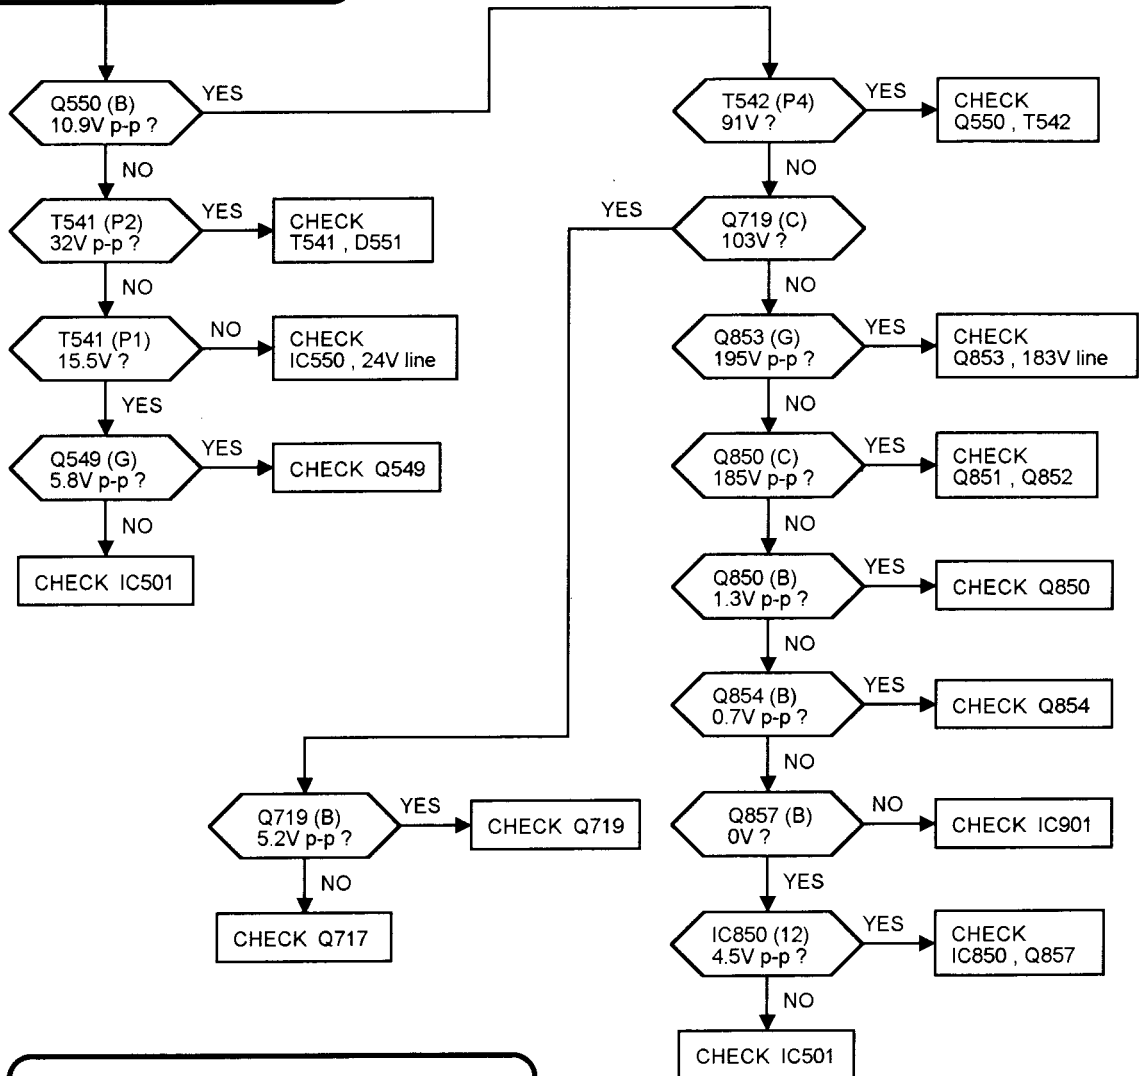 Q550 (B)
10.9V p-p ?
YES
NO
T541 (P2)
32V p-p ?
YES
CHECK
T541 , D551
NO
T541 (P1)
15.5V ?
NO
CHECK
IC550 , 24V line
YES
Q549 (G)
5.8V p-p ?
YES
CHECK Q549
NO
CHECK IC501
T542 (P4)
91V ?
YES
CHECK
Q550 , T542
NO
Q719 (C)
103V ?
YES
NO
Q853 (G)
195V p-p ?
YES
CHECK
Q853 , 183V line
NO
Q850 (C)
185V p-p ?
YES
CHECK
Q851 , Q852
NO
Q850 (B)
1.3V p-p ?
YES
CHECK Q850
NO
Q854 (B)
0.7V p-p ?
YES
CHECK Q854
NO
Q857 (B)
0V ?
NO
CHECK IC901
YES
IC850 (12)
4.5V p-p ?
YES
CHECK
IC850 , Q857
NO
CHECK IC501
Q719 (B)
5.2V p-p ?
YES
CHECK Q719
NO
CHECK Q717